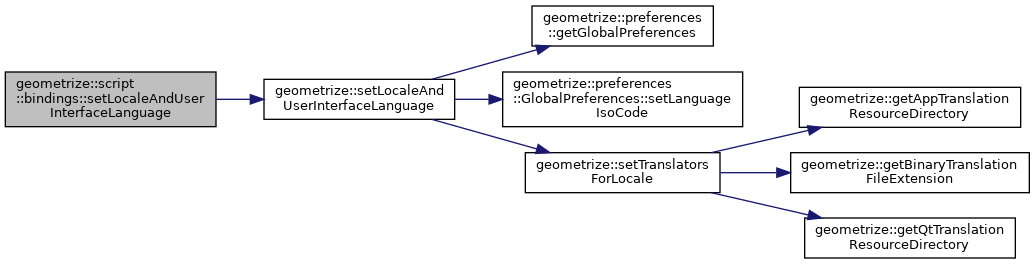 geometrize::script
::bindings::setLocaleAndUser
InterfaceLanguage
geometrize::setLocaleAnd
UserInterfaceLanguage
geometrize::preferences
::getGlobalPreferences
geometrize::preferences
::GlobalPreferences::setLanguage
IsoCode
geometrize::setTranslators
ForLocale
geometrize::getAppTranslation
ResourceDirectory
geometrize::getBinaryTranslation
FileExtension
geometrize::getQtTranslation
ResourceDirectory